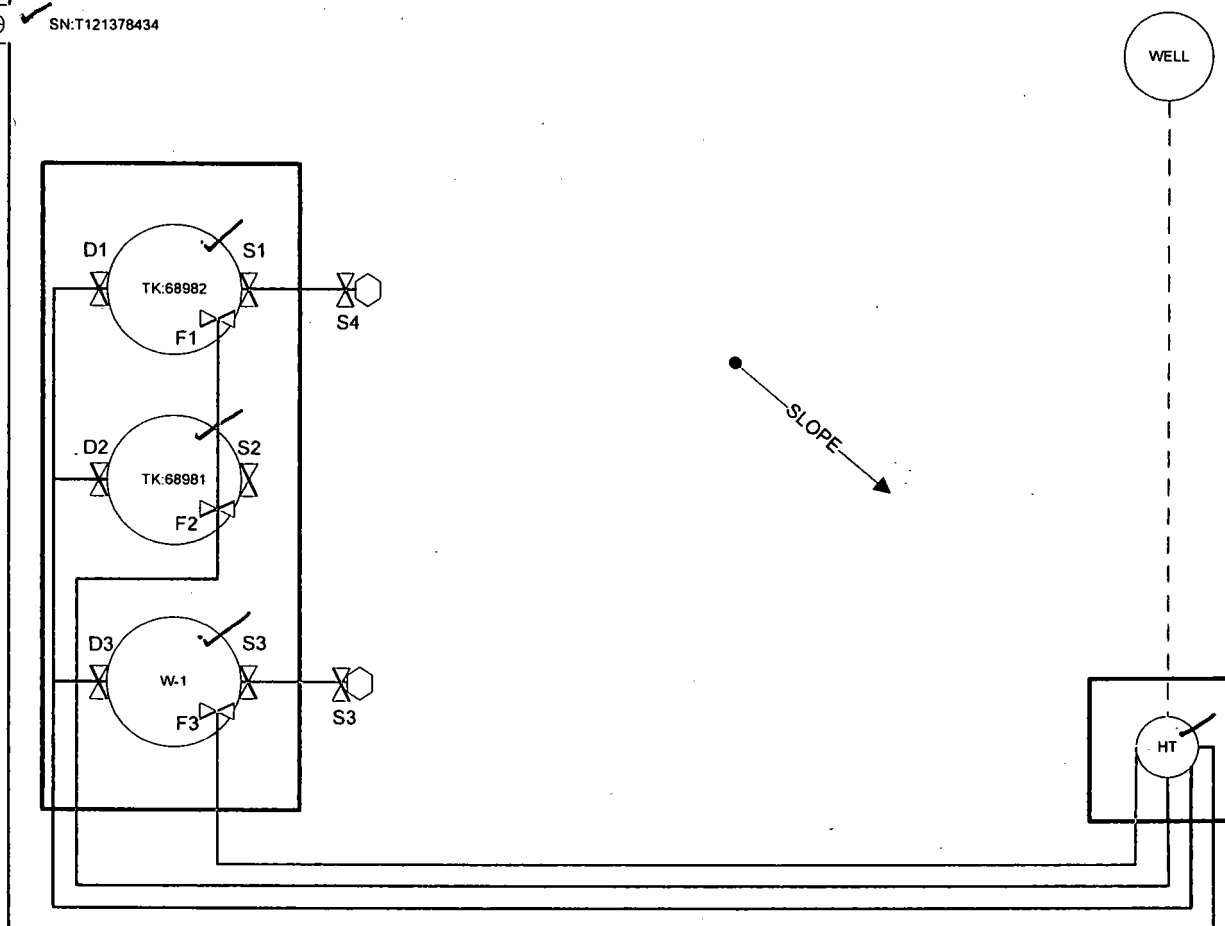 SN:T121378434
WELL
D1
S1
TK:68982
F1
S4
SLOPE
D2
S2
TK:68981
F2
D3
S3
W-1
F3
S3
HT